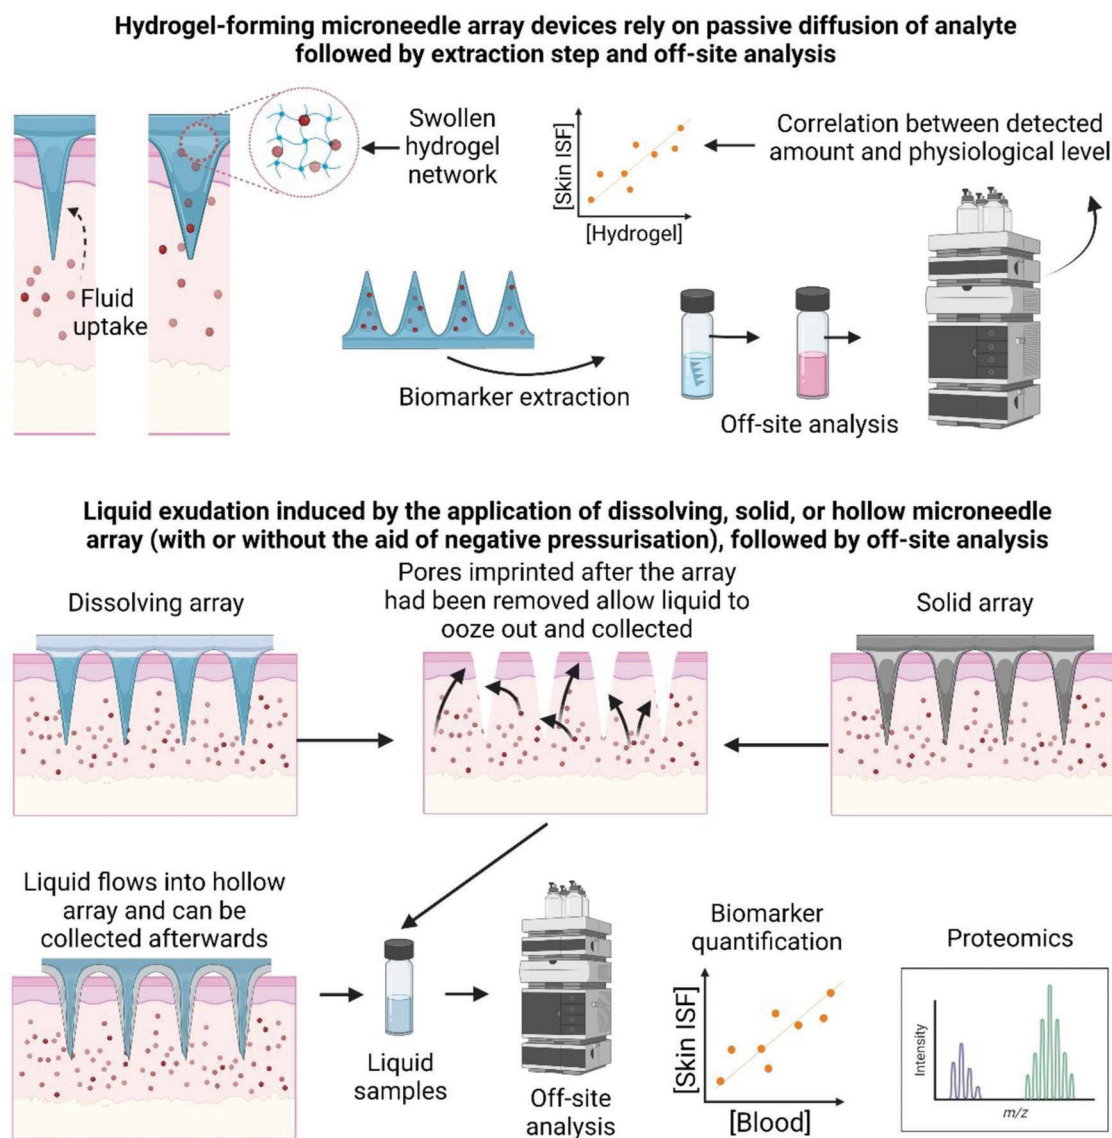 Hydrogel-forming microneedle array devices rely on passive diffusion of analyte
followed by extraction step and off-site analysis
Swollen
hydrogel
network
[Skin ISF]
[Hydrogel]
Correlation between detected
amount and physiological level
Fluid
uptake
Biomarker extraction
Off-site analysis
Liquid exudation induced by the application of dissolving, solid, or hollow microneedle
array (with or without the aid of negative pressurisation), followed by off-site analysis
Dissolving array
Pores imprinted after the array
had been removed allow liquid to
ooze out and collected
Solid array
Liquid flows into hollow
array and can be
collected afterwards
Liquid
samples
Off-site
analysis
Biomarker
quantification
[Skin ISF]
[Blood]
Proteomics
Intensity
m/z